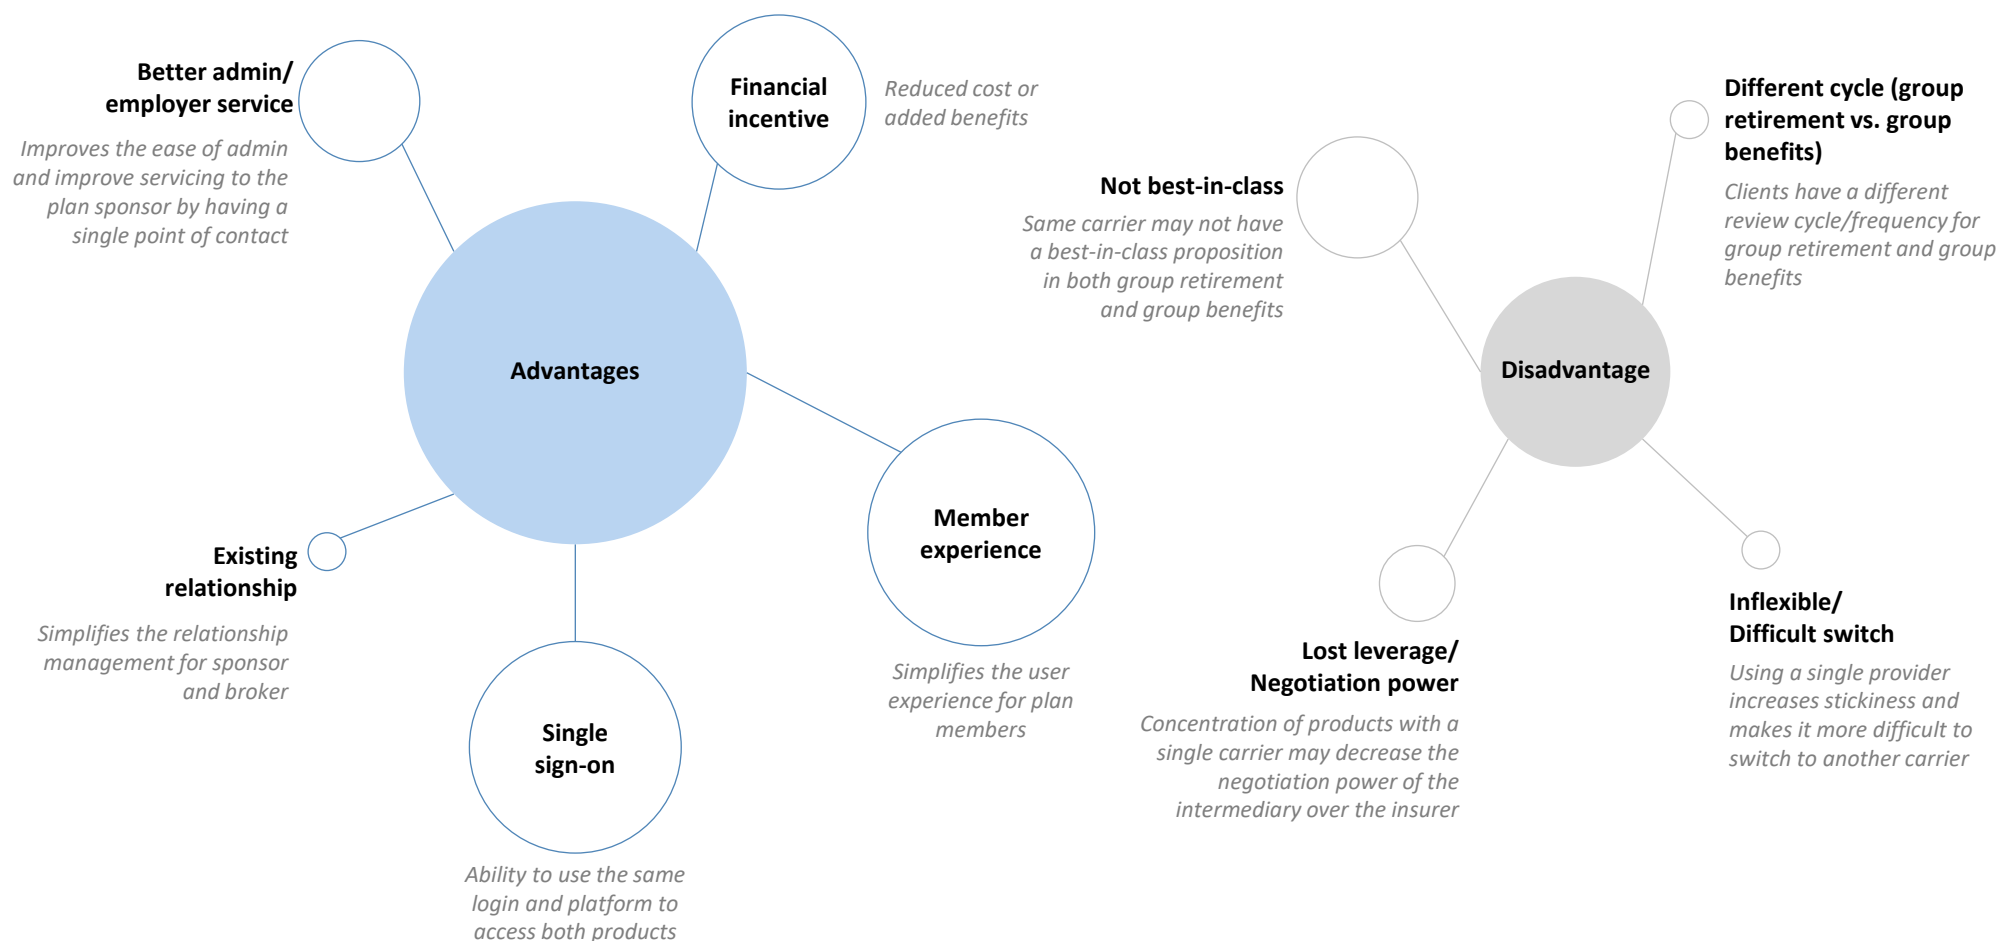 Better admin/
employer service
Improves the ease of admin
and improve servicing to the
plan sponsor by having a
single point of contact
Financial
incentive
Reduced cost or
added benefits
Advantages
Member
experience
Simplifies the user
experience for plan
members
Existing
relationship
Simplifies the relationship
management for sponsor
and broker
Single
sign-on
Ability to use the same
login and platform to
access both products
Not best-in-class
Same carrier may not have
a best-in-class proposition
in both group retirement
and group benefits
Different cycle (group
retirement vs. group
benefits)
Clients have a different
review cycle/frequency for
group retirement and group
benefits
Disadvantage
Lost leverage/
Negotiation power
Concentration of products with a
single carrier may decrease the
negotiation power of the
intermediary over the insurer
Inflexible/
Difficult switch
Using a single provider
increases stickiness and
makes it more difficult to
switch to another carrier